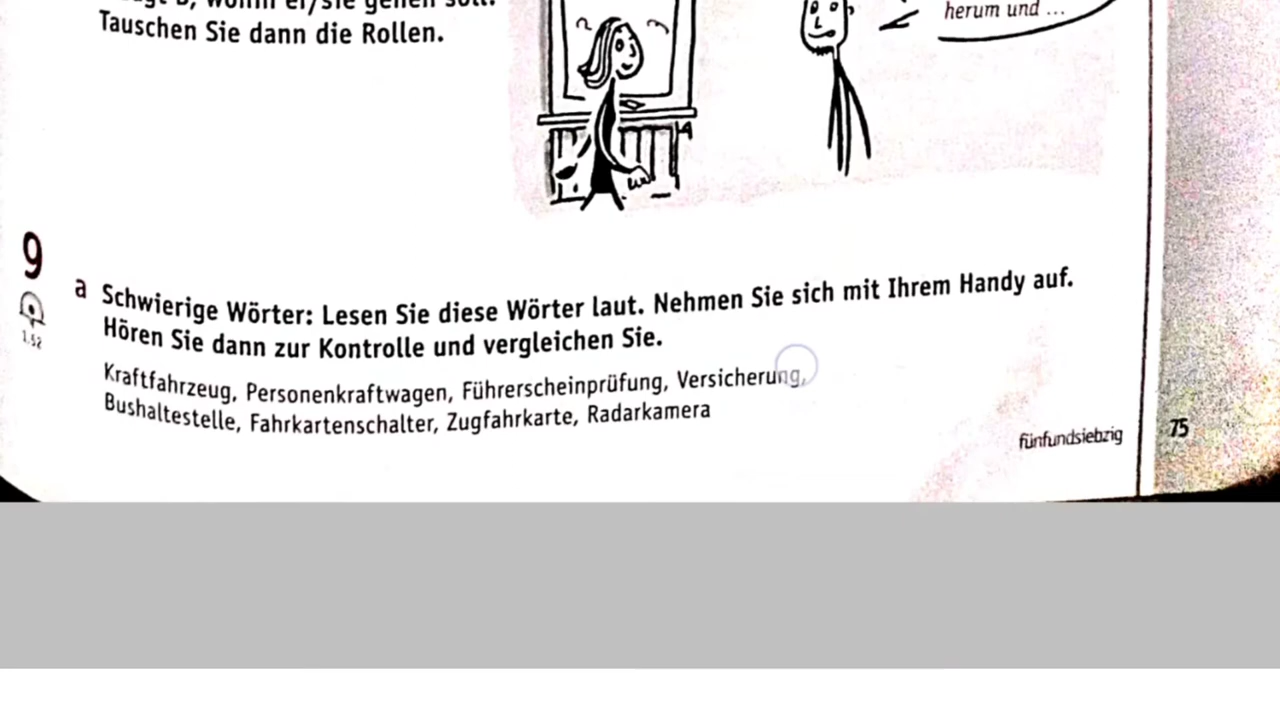 Tauschen Sie dann die Rollen.
herum und ...
9
1.52
a Schwierige Wörter: Lesen Sie diese Wörter laut. Nehmen Sie sich mit Ihrem Handy auf.
Hören Sie dann zur Kontrolle und vergleichen Sie.
Kraftfahrzeug, Personenkraftwagen, Führerscheinprüfung, Versicherung,
Bushaltestelle, Fahrkartenschalter, Zugfahrkarte, Radarkamera
fünfundsiebzig 75